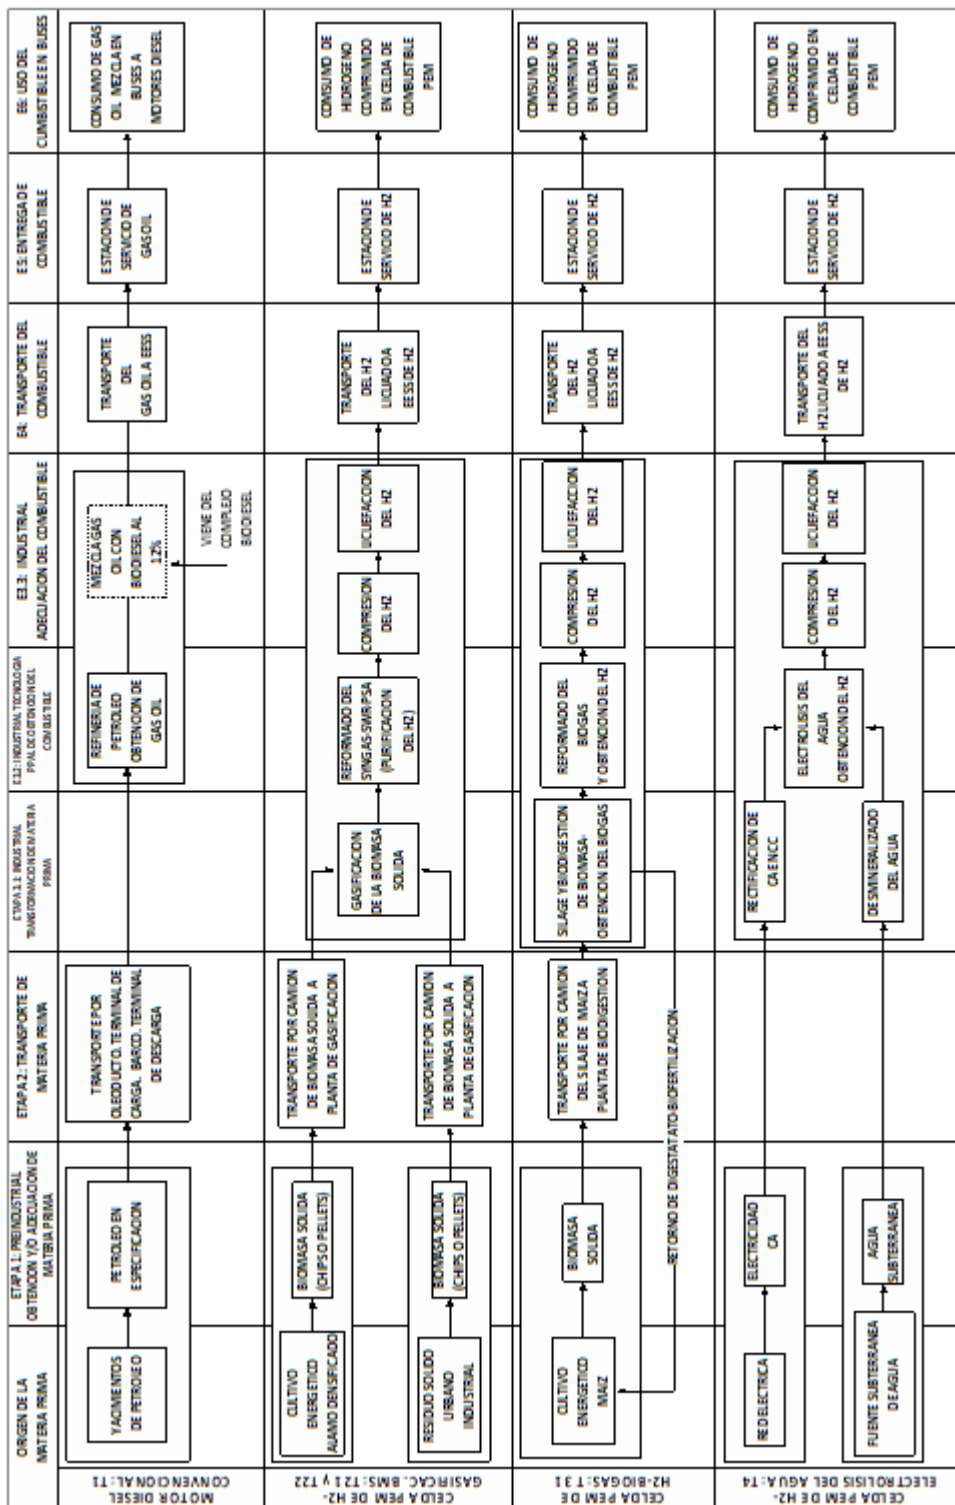 ORIGEN DE LA
MATERIA PRIMA
ETAPA 1: PREINDUSTRIAL
OBTENCION Y/O ADECUACION DE
MATERIA PRIMA
ETAPA 2: TRANSPORTE DE
MATERIA PRIMA
ETAPA 3.1: INDUSTRIAL
TRANSFORMACION DE MATERIA
PRIMA
E3.2: INDUSTRIAL TECNOLOGIA
PPAL DE OBTENCION DEL
COMBUSTIBLE
E3.3: INDUSTRIAL
ADECUACION DEL COMBUSTIBLE
E4: TRANSPORTE DEL
COMBUSTIBLE
E5: ENTREGA DE
COMBUSTIBLE
E6: USO DEL
CUMBISTIBLE EN BUSES
MOTOR DIESEL
CONVENCIONAL: T1
YACIMIENTOS
DE PETROLEO
PETROLEO EN
ESPECIFICACION
TRANSPORTE POR
OLEODUCTO. TERMINAL DE
CARGA. BARCO. TERMINAL
DE DESCARGA
REFINERIA DE
PETROLEO
OBTENCION DE
GAS OIL
MEZCLA GAS
OIL CON
BIODIESEL AL
12%
VIENE DEL
COMPLEJO
BIODIESEL
TRANSPORTE
DEL
GAS OIL A EESS
ESTACION DE
SERVICIO DE
GAS OIL
CONSUMO DE GAS
OIL MEZCLA EN
BUSES A
MOTORES DIESEL
CELDA PEM DE H2-
GASIFICAC. BMS: T21 y T22
CULTIVO
ENERGETICO
ALAMO DENSIFICADO
BIOMASA SOLIDA
(CHIPS O PELLETS)
TRANSPORTE POR CAMION
DE BIOMASA SOLIDA A
PLANTA DE GASIFICACION
RESIDUO SOLIDO
URBANO
INDUSTRIAL
BIOMASA SOLIDA
(CHIPS O PELLETS)
TRANSPORTE POR CAMION
DE BIOMASA SOLIDA A
PLANTA DE GASIFICACION
GASIFICACION
DE LA BIOMASA
SOLIDA
REFORMADO DEL
SYNGAS-SWR/PSA
(PURIFICACION
DEL H2)
COMPRESION
DEL H2
LICUEFACCION
DEL H2
TRANSPORTE
DEL H2
LICUADO A
EESS DE H2
ESTACION DE
SERVICIO DE H2
COMSUMO DE
HIDROGENO
COMPRIMIDO
EN CELDA DE
COMBUSTIBLE
PEM
CELDA PEM DE
H2-BIOGAS: T31
CULTIVO
ENERGETICO
MAIZ
BIOMASA
SOLIDA
TRANSPORTE POR CAMION
DEL SILAJE DE MAIZ A
PLANTA DE BIODIGESTION
SILAGE Y BIODIGESTION
DE BIOMASA-
OBTENCION DEL BIOGAS
REFORMADO DEL
BIOGAS
Y OBTENCION DEL H2
COMPRESION
DEL H2
LICUEFACCION
DEL H2
TRANSPORTE
DEL H2
LICUADO A
EESS DE H2
ESTACION DE
SERVICIO DE H2
COMSUMO DE
HIDROGENO
COMPRIMIDO
EN CELDA DE
COMBUSTIBLE
PEM
RETORNO DE DIGESTATO-BIOFERTILIZACION
CELDA PEM DE H2-
ELECTROLISIS DEL AGUA: T4
RED ELECTRICA
ELECTRICIDAD
CA
RECTIFICACION DE
CA EN CC
FUENTE SUBTERRANEA
DE AGUA
AGUA
SUBTERRANEA
DESMINERALIZADO
DEL AGUA
ELECTROLISIS DEL
AGUA
OBTENCION DEL H2
COMPRESION
DEL H2
LICUEFACCION
DEL H2
TRANSPORTE DEL
H2 LICUADO A EESS
DE H2
ESTACION DE
SERVICIO DE H2
COMSUMO DE
HIDROGENO
COMPRIMIDO EN
CELDA DE
COMBUSTIBLE
PEM